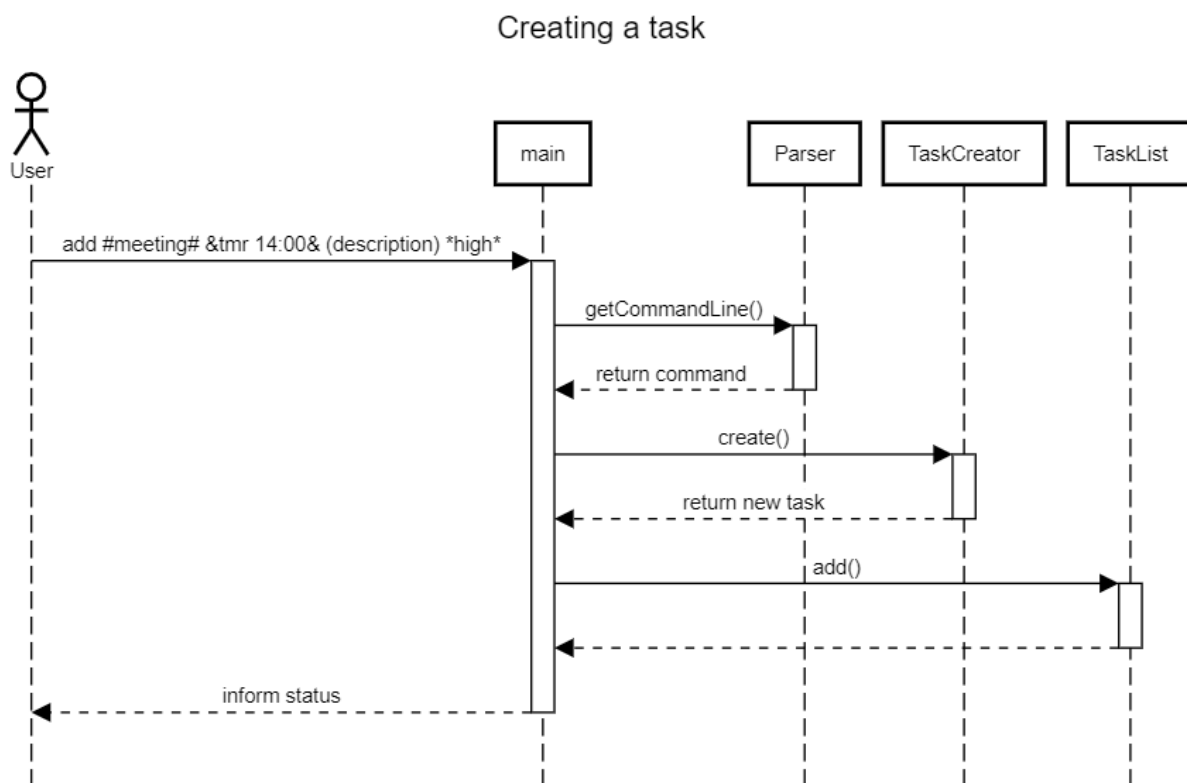 Creating a task
User
main
Parser
TaskCreator
TaskList
add #meeting# &tmr 14:00& (description) *high*
getCommandLine()
return command
create()
return new task
add()
inform status